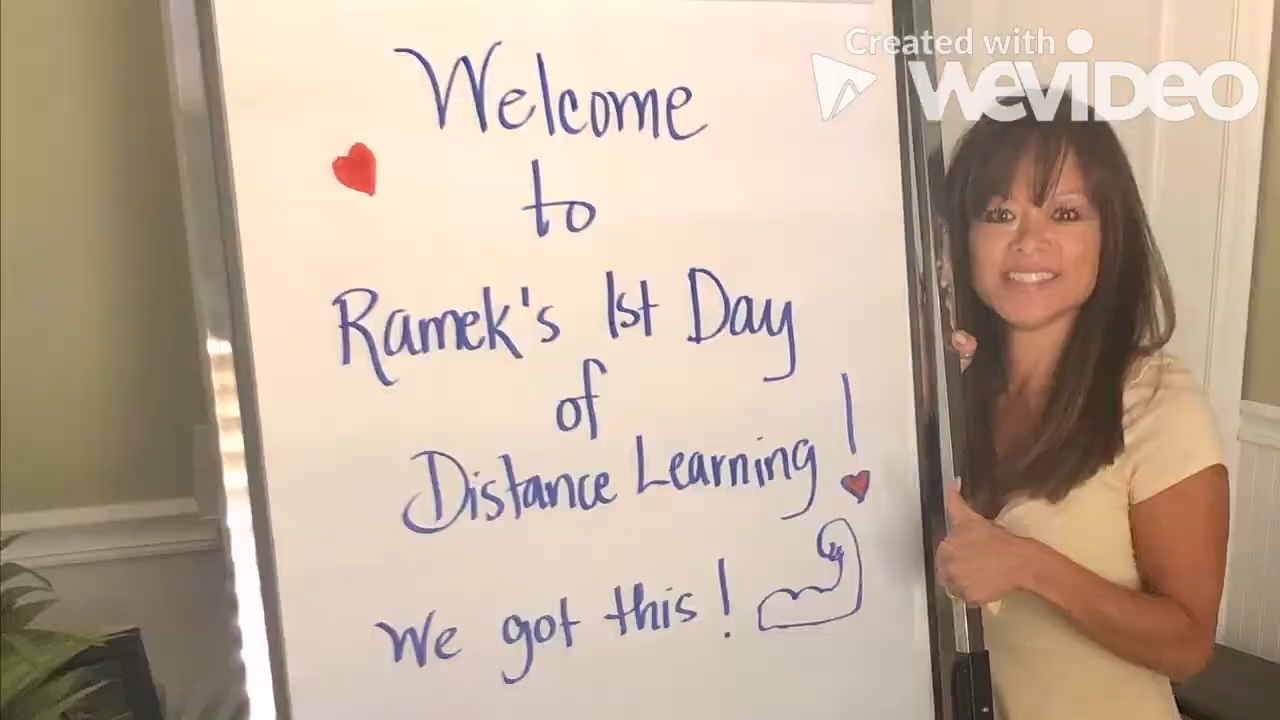 Created with
WEVIDEO
Welcome
to
Ramek's 1st Day
of
Distance Learning!
We got this!